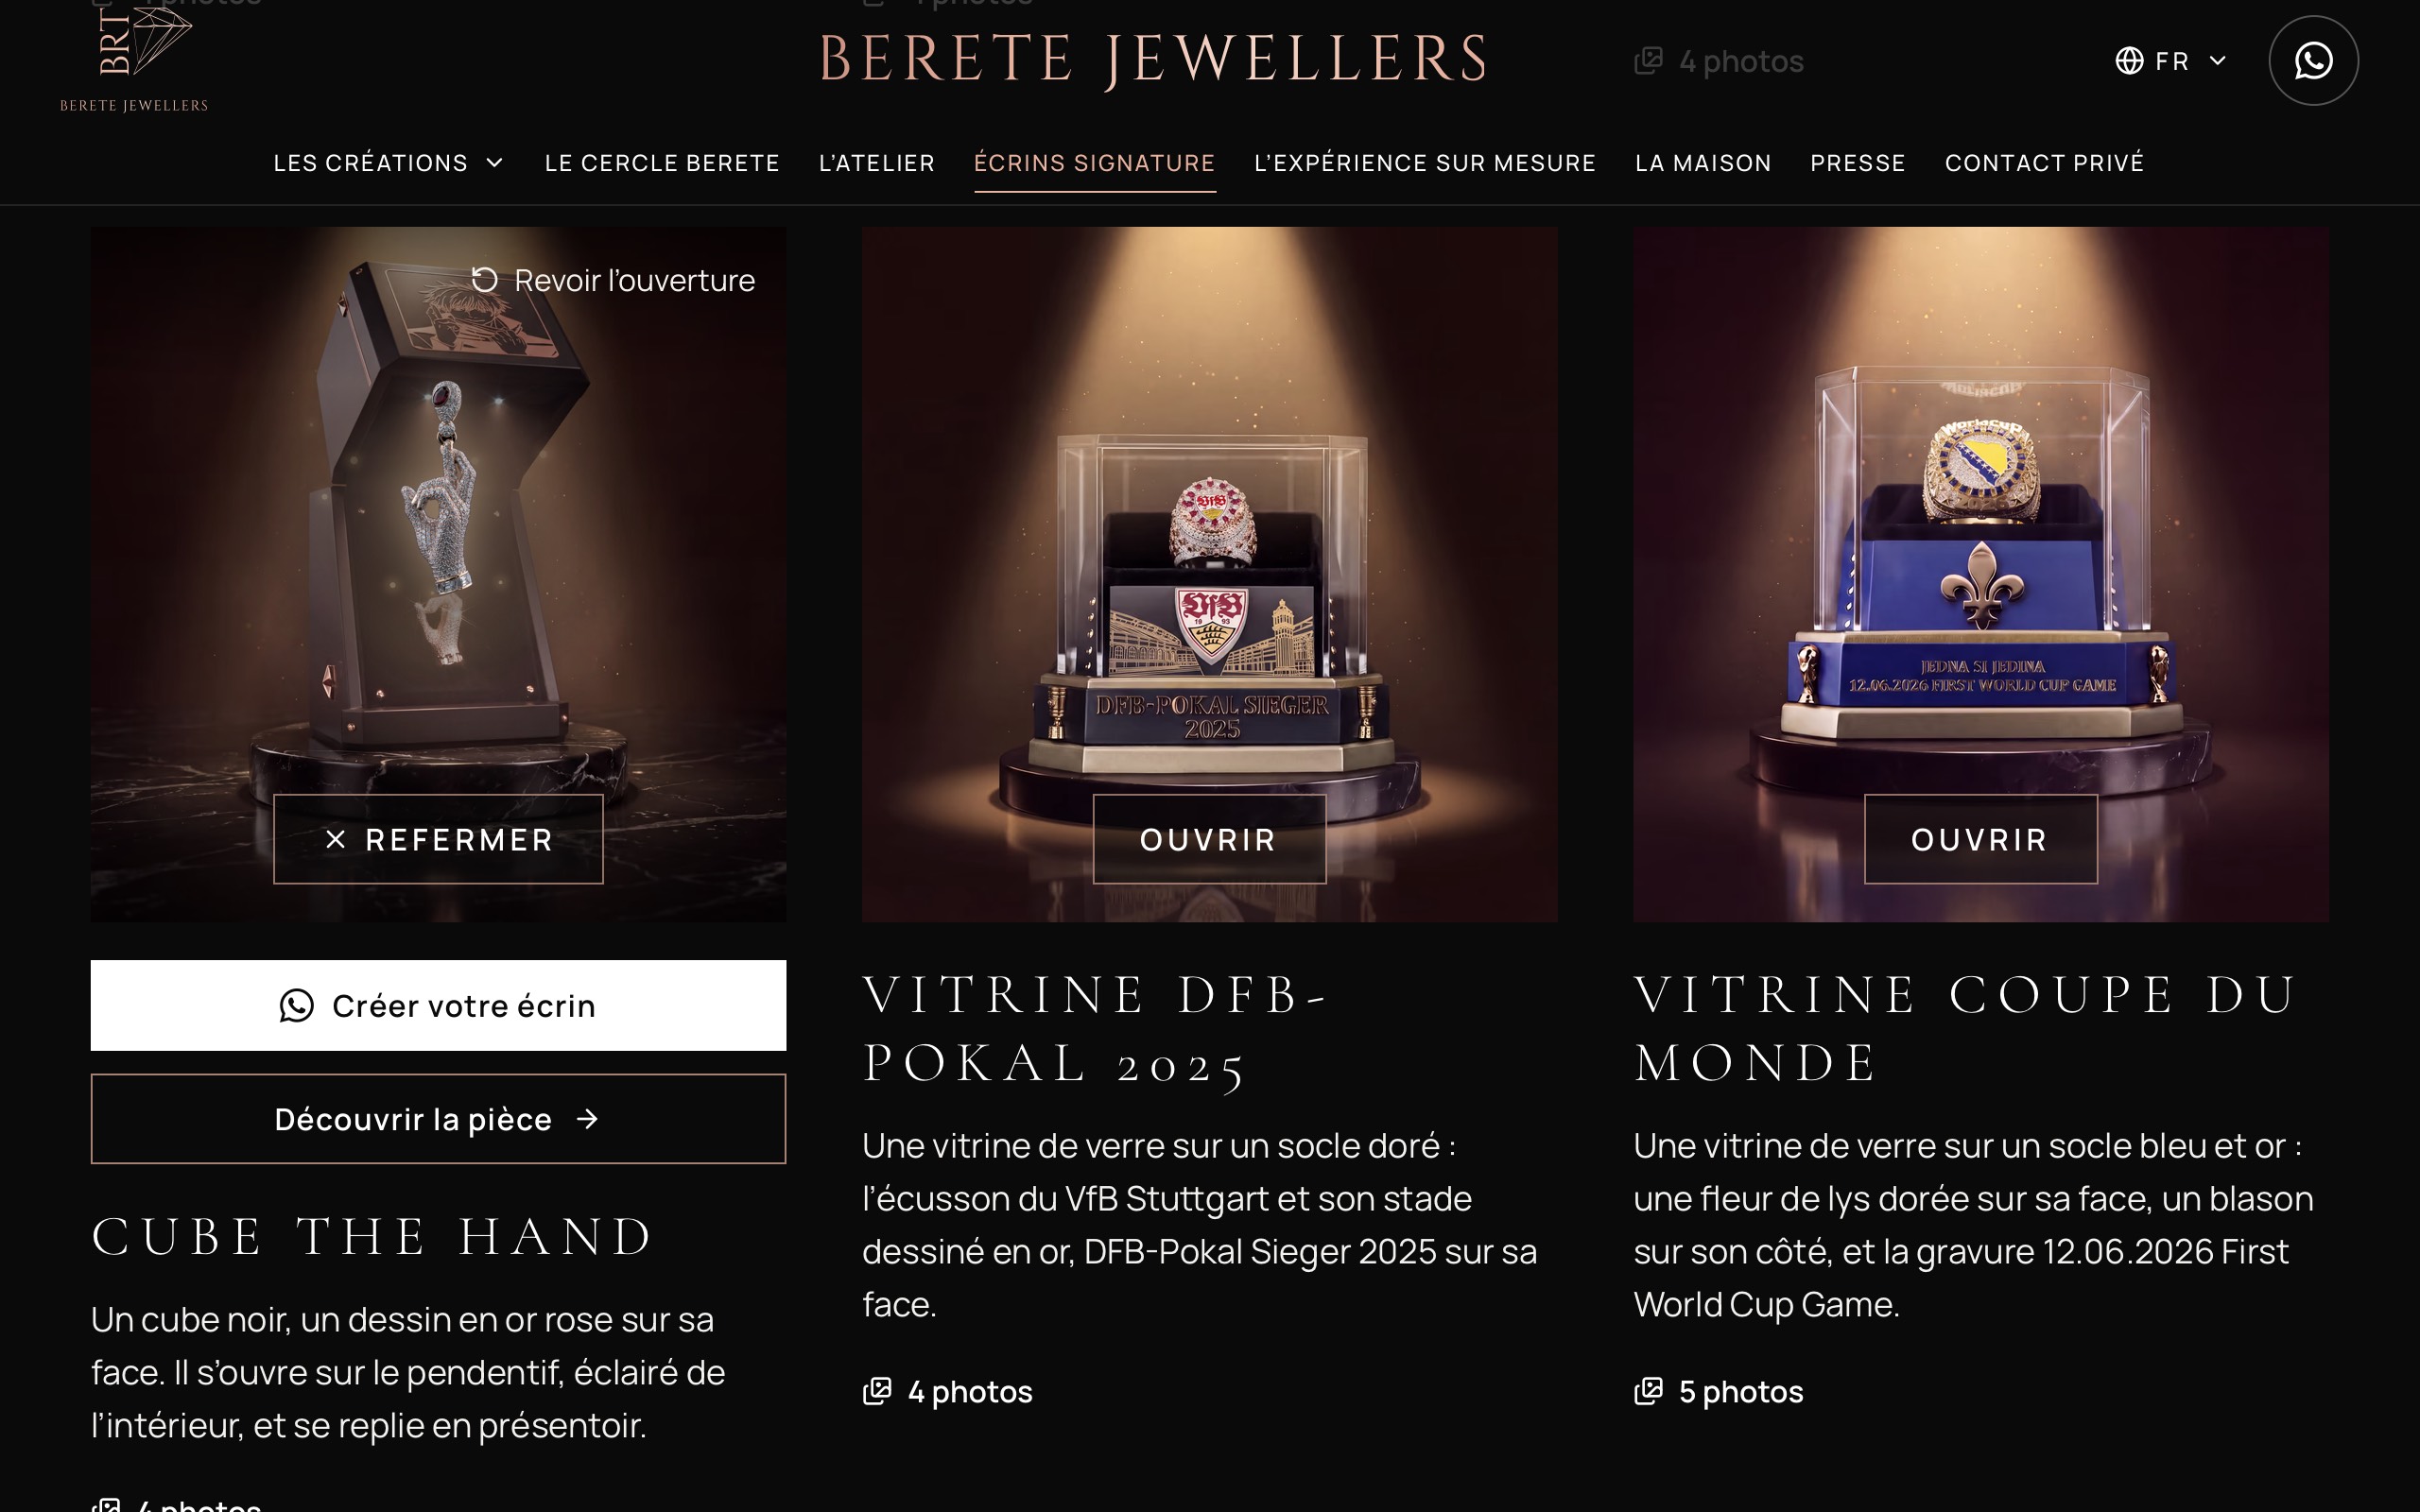 BRT
BERETE JEWELLERS
BERETE JEWELLERS
4 photos
FR
LES CRÉATIONS
LE CERCLE BERETE
L’ATELIER
ÉCRINS SIGNATURE
L’EXPÉRIENCE SUR MESURE
LA MAISON
PRESSE
CONTACT PRIVÉ
Revoir l’ouverture
REFERMER
Créer votre écrin
Découvrir la pièce
CUBE THE HAND
Un cube noir, un dessin en or rose sur sa
face. Il s’ouvre sur le pendentif, éclairé de
l’intérieur, et se replie en présentoir.
4 photos
VfB
VfB
19 93
DFB-POKAL SIEGER
2025
OUVRIR
VITRINE DFB-
POKAL 2025
Une vitrine de verre sur un socle doré :
l’écusson du VfB Stuttgart et son stade
dessiné en or, DFB-Pokal Sieger 2025 sur sa
face.
4 photos
WorldCup
JEDNA SI JEDINA
12.06.2026 FIRST WORLD CUP GAME
OUVRIR
VITRINE COUPE DU
MONDE
Une vitrine de verre sur un socle bleu et or :
une fleur de lys dorée sur sa face, un blason
sur son côté, et la gravure 12.06.2026 First
World Cup Game.
5 photos